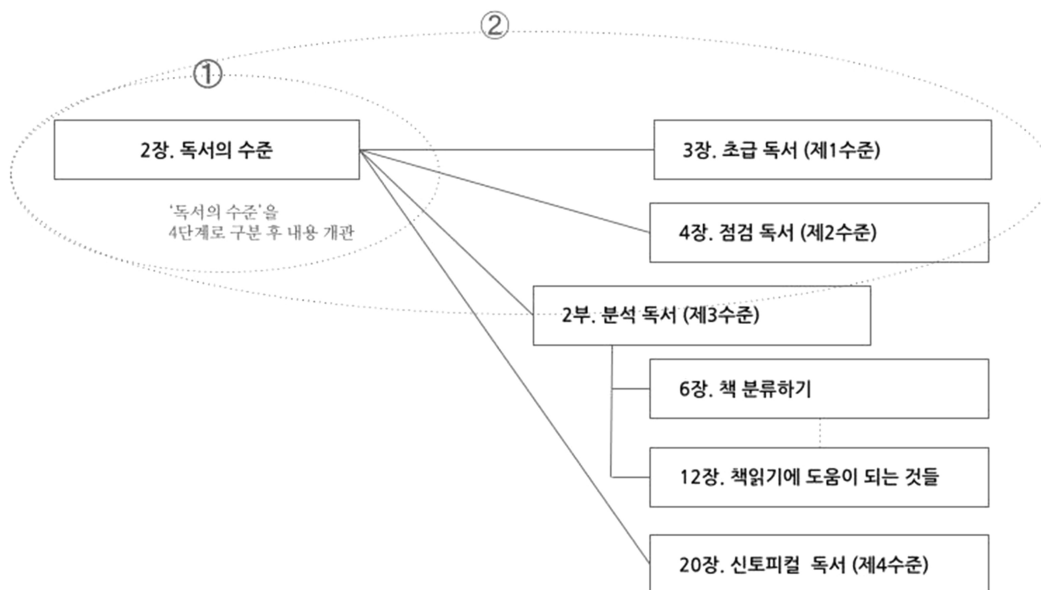 ②
①
2장. 독서의 수준
3장. 초급 독서 (제1수준)
'독서의 수준'을
4단계로 구분 후 내용 개관
4장. 점검 독서 (제2수준)
2부. 분석 독서 (제3수준)
6장. 책 분류하기
12장. 책읽기에 도움이 되는 것들
20장. 신토피컬 독서 (제4수준)